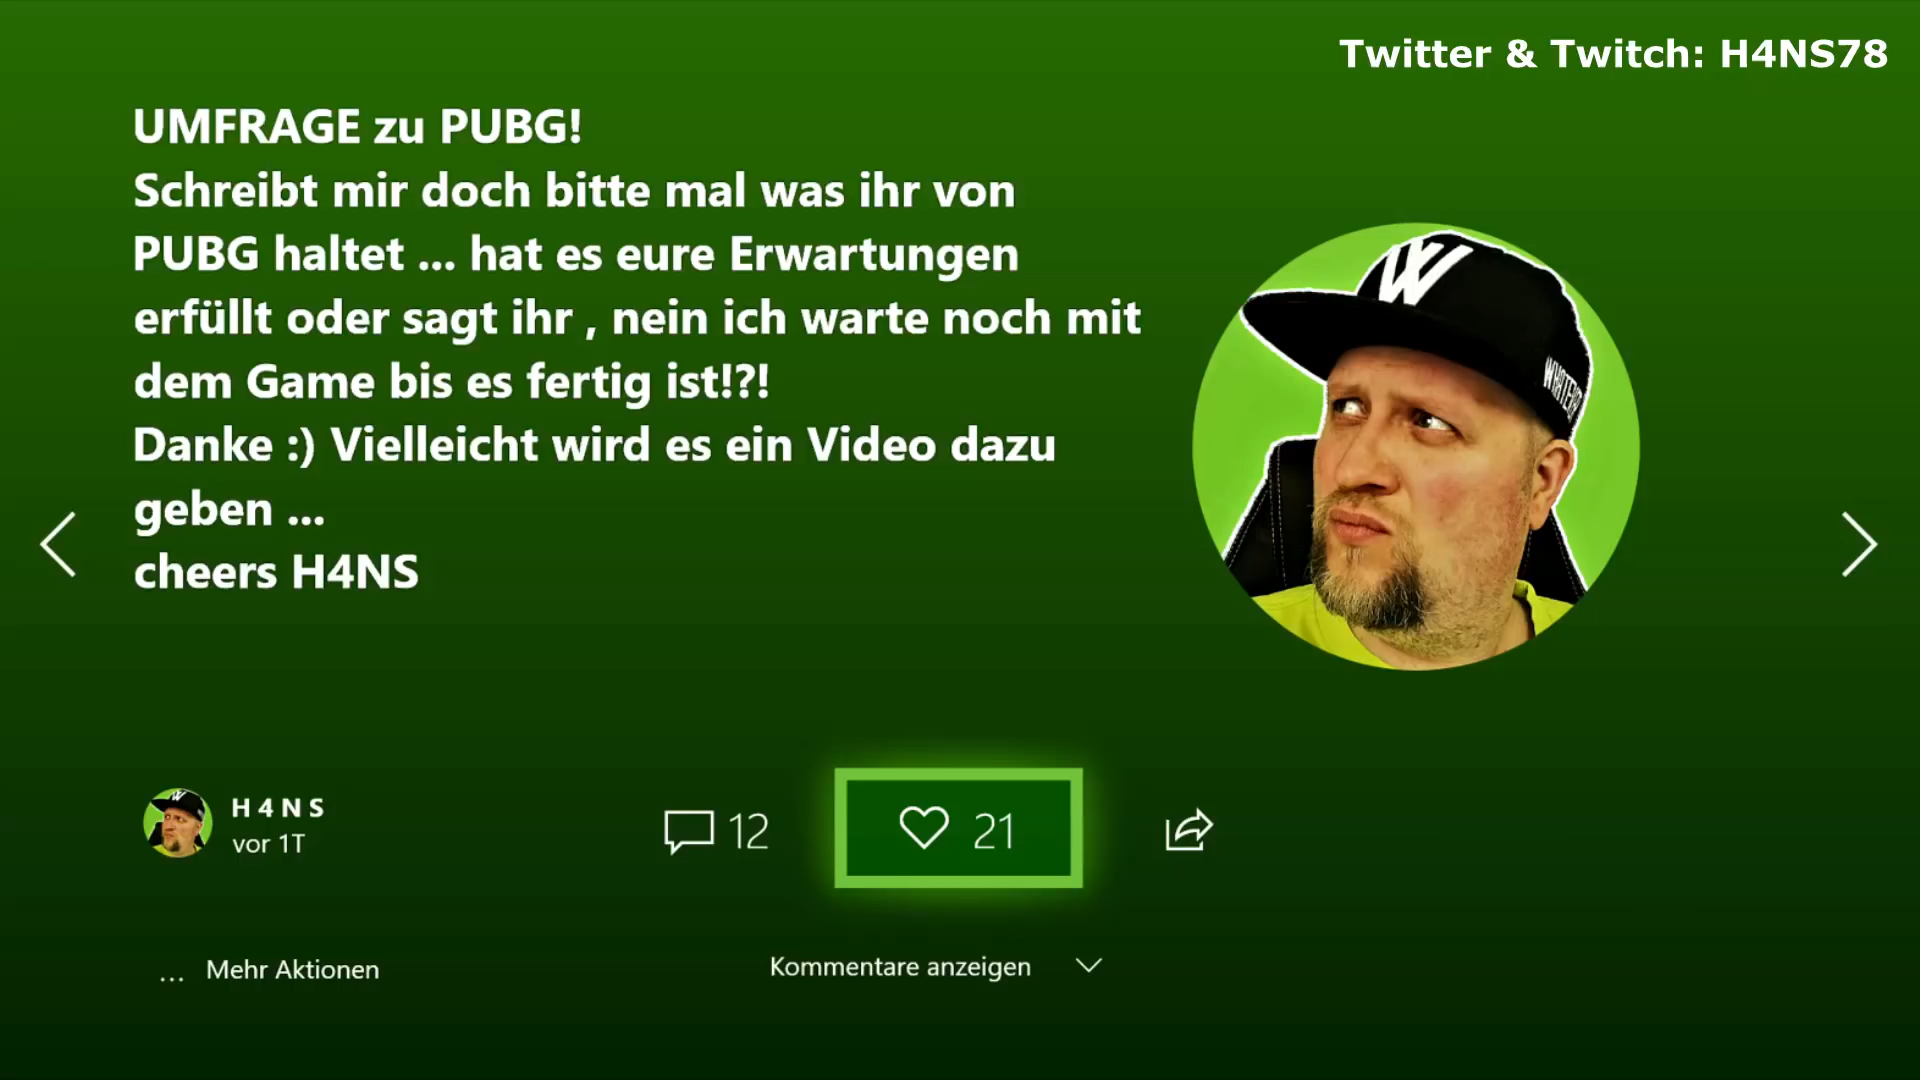 Twitter & Twitch: H4NS78
UMFRAGE zu PUBG!
Schreibt mir doch bitte mal was ihr von
PUBG haltet ... hat es eure Erwartungen
erfüllt oder sagt ihr , nein ich warte noch mit
dem Game bis es fertig ist!?!
Danke :) Vielleicht wird es ein Video dazu
geben ...
cheers H4NS
W
H 4 N S
vor 1T
12
21
... Mehr Aktionen
Kommentare anzeigen